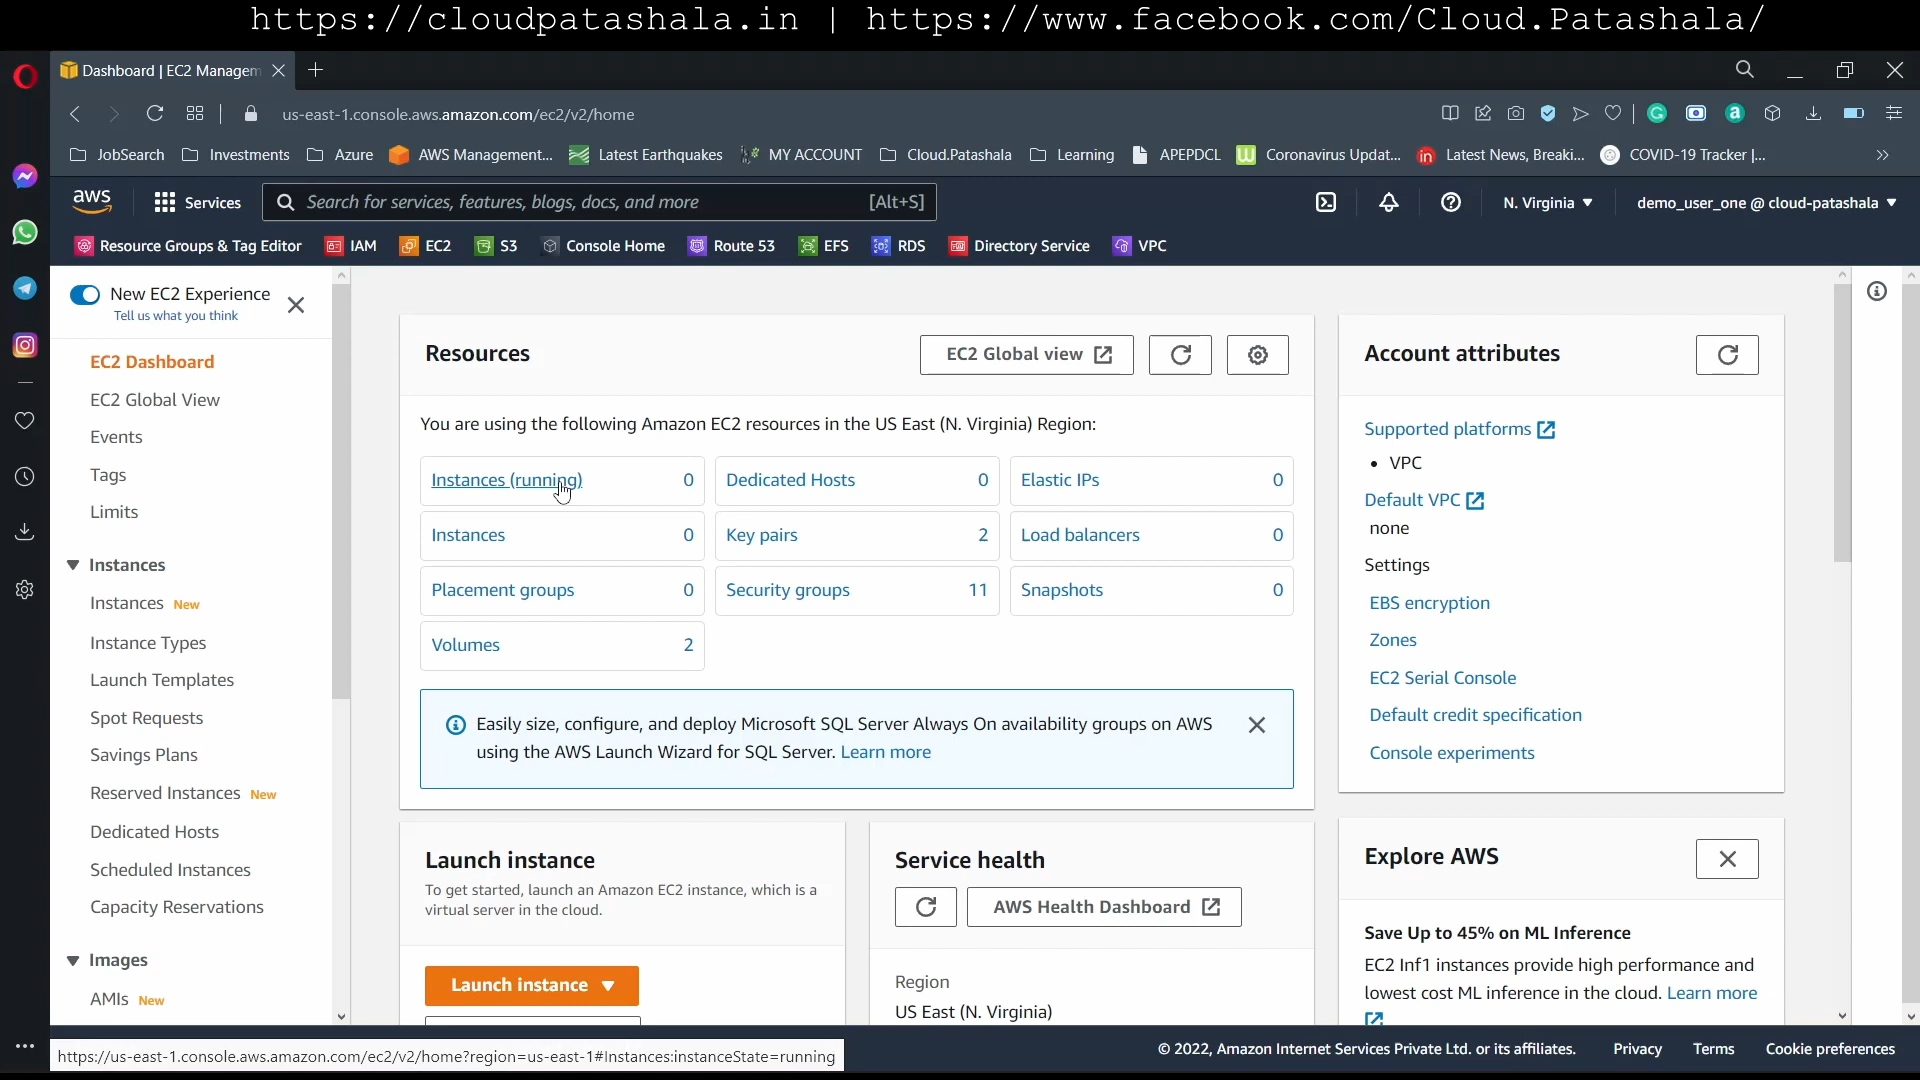 https://cloudpatashala.in | https://www.facebook.com/Cloud.Patashala/
Dashboard | EC2 Managem
us-east-1.console.aws.amazon.com/ec2/v2/home
JobSearch Investments Azure AWS Management... Latest Earthquakes MY ACCOUNT Cloud.Patashala Learning APEPDCL Coronavirus Updat... Latest News, Breaki... COVID-19 Tracker |...
aws Services Search for services, features, blogs, docs, and more [Alt+S] N. Virginia demo_user_one @ cloud-patashala
Resource Groups & Tag Editor IAM EC2 S3 Console Home Route 53 EFS RDS Directory Service VPC
New EC2 Experience
Tell us what you think
EC2 Dashboard
EC2 Global View
Events
Tags
Limits
Instances
Instances New
Instance Types
Launch Templates
Spot Requests
Savings Plans
Reserved Instances New
Dedicated Hosts
Scheduled Instances
Capacity Reservations
Images
AMIs New
Resources EC2 Global view
You are using the following Amazon EC2 resources in the US East (N. Virginia) Region:
Instances (running) 0 Dedicated Hosts 0 Elastic IPs 0
Instances 0 Key pairs 2 Load balancers 0
Placement groups 0 Security groups 11 Snapshots 0
Volumes 2
Easily size, configure, and deploy Microsoft SQL Server Always On availability groups on AWS
using the AWS Launch Wizard for SQL Server. Learn more
Launch instance
To get started, launch an Amazon EC2 instance, which is a
virtual server in the cloud.
Launch instance
Service health
AWS Health Dashboard
Region
US East (N. Virginia)
Account attributes
Supported platforms
• VPC
Default VPC
none
Settings
EBS encryption
Zones
EC2 Serial Console
Default credit specification
Console experiments
Explore AWS
Save Up to 45% on ML Inference
EC2 Inf1 instances provide high performance and
lowest cost ML inference in the cloud. Learn more
https://us-east-1.console.aws.amazon.com/ec2/v2/home?region=us-east-1#Instances:instanceState=running
© 2022, Amazon Internet Services Private Ltd. or its affiliates. Privacy Terms Cookie preferences